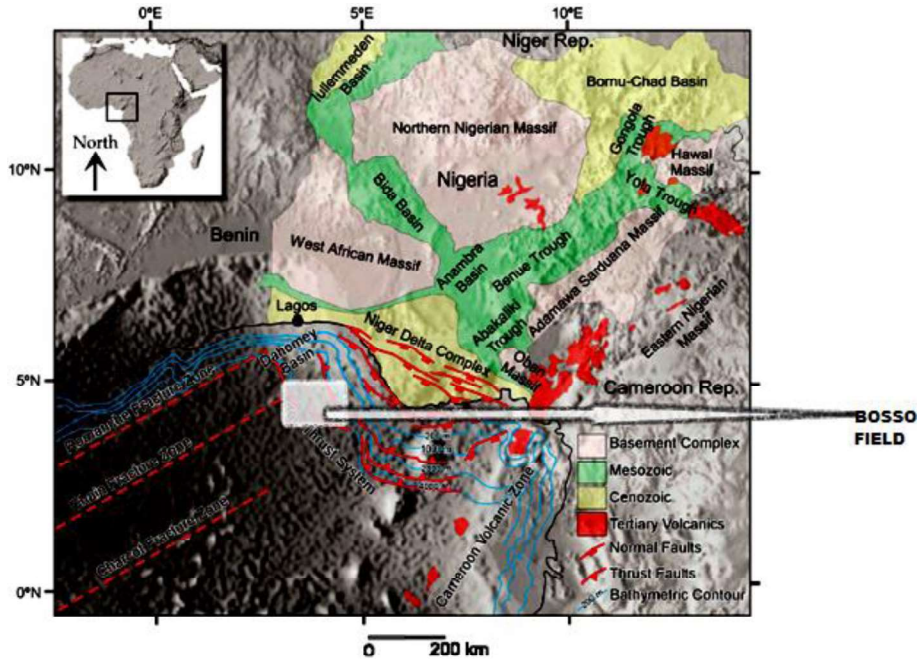 0°E
5°E
10°E
Niger Rep.
Iullemmeden
Basin
Bornu-Chad Basin
North
Northern Nigerian Massif
Gongola
Trough
Hawal
Massif
10°N
Nigeria
Bida Basin
Yola Trough
Benin
West African Massif
Anambra
Basin
Benue Trough
Adamawa Sarduana Massif
Eastern Nigerian
Massif
Lagos
Abakaliki
Trough
Niger Delta Complex
Dahomey
Basin
Oban
Massif
5°N
Cameroon Rep.
Romanche Fracture Zone
BOSSO
FIELD
Thrust System
Basement Complex
Mesozoic
Cenozoic
Tertiary Volcanics
Normal Faults
Thrust Faults
Bathymetric Contour
Charcot Fracture Zone
Cameroon Volcanic Zone
0°N
0
200 km